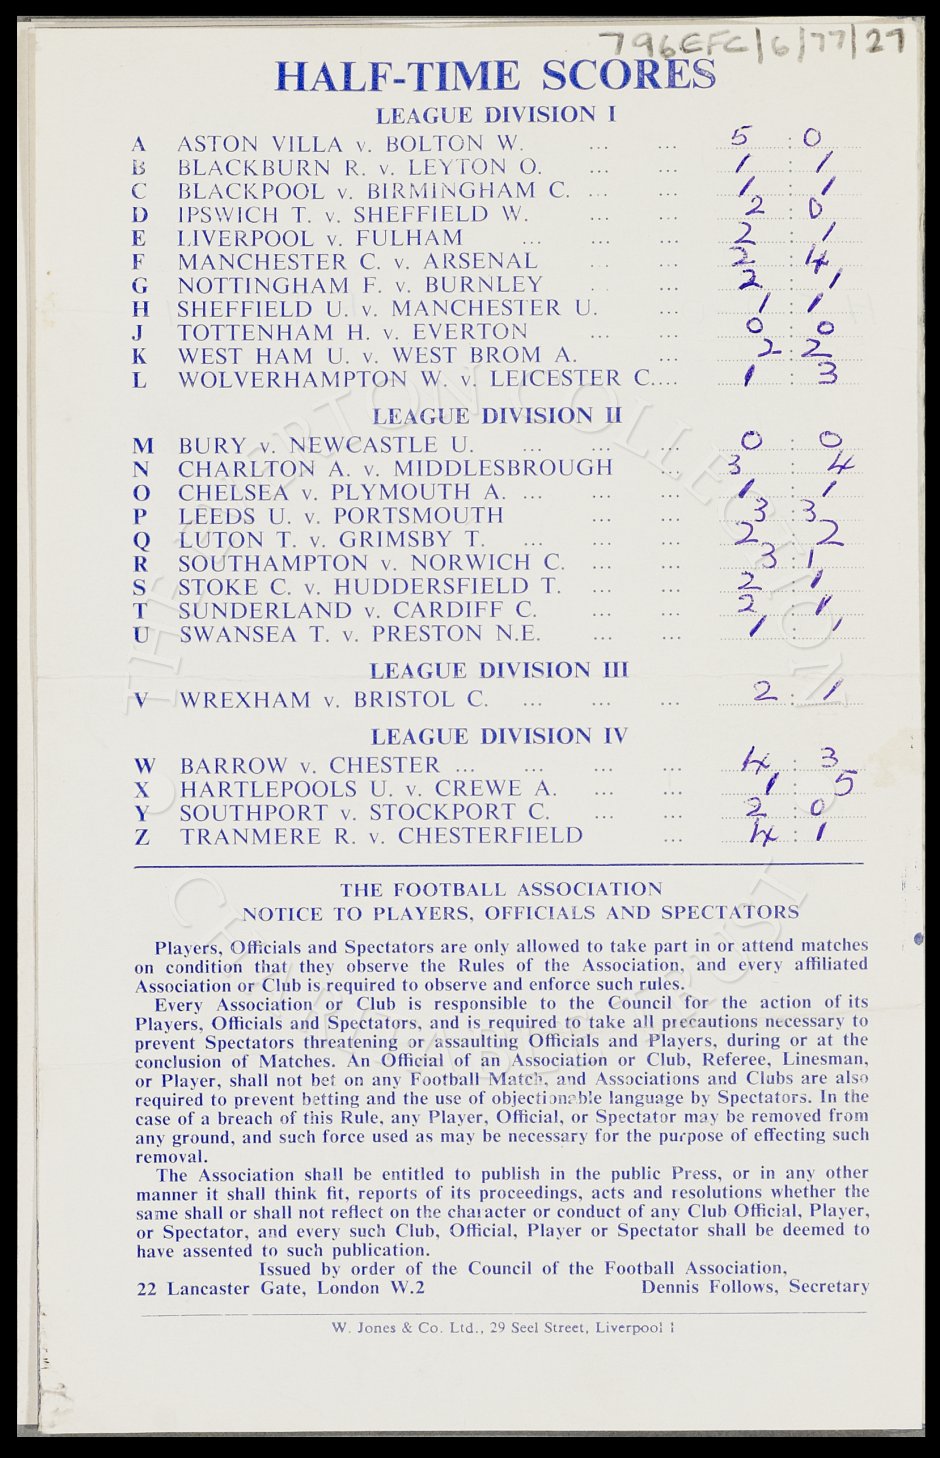 796EFC/6/77/27
HALF-TIME SCORES
LEAGUE DIVISION I
A ASTON VILLA v. BOLTON W. ... ... 5 : 0
B BLACKBURN R. v. LEYTON O. ... ... 1 : 1
C BLACKPOOL v. BIRMINGHAM C. ... ... 1 : 1
D IPSWICH T. v. SHEFFIELD W. ... ... 2 : 0
E LIVERPOOL v. FULHAM ... ... ... 2 : 1
F MANCHESTER C. v. ARSENAL ... ... 2 : 4
G NOTTINGHAM F. v. BURNLEY ... ... 2 : 1
H SHEFFIELD U. v. MANCHESTER U. ... 1 : 1
J TOTTENHAM H. v. EVERTON ... ... 0 : 0
K WEST HAM U. v. WEST BROM A. ... 2 : 2
L WOLVERHAMPTON W. v. LEICESTER C.... 1 : 3
LEAGUE DIVISION II
M BURY v. NEWCASTLE U. ... ... ... 0 : 0
N CHARLTON A. v. MIDDLESBROUGH ... 3 : 4
O CHELSEA v. PLYMOUTH A. ... ... ... 1 : 1
P LEEDS U. v. PORTSMOUTH ... ... 3 : 3
Q LUTON T. v. GRIMSBY T. ... ... ... 2 : 2
R SOUTHAMPTON v. NORWICH C. ... ... 3 : 1
S STOKE C. v. HUDDERSFIELD T. ... ... 2 : 1
T SUNDERLAND v. CARDIFF C. ... ... 2 : 1
U SWANSEA T. v. PRESTON N.E. ... ... 1 : 1
LEAGUE DIVISION III
V WREXHAM v. BRISTOL C. ... ... ... 2 : 1
LEAGUE DIVISION IV
W BARROW v. CHESTER ... ... ... ... 4 : 3
X HARTLEPOOLS U. v. CREWE A. ... ... 1 : 5
Y SOUTHPORT v. STOCKPORT C. ... ... 2 : 0
Z TRANMERE R. v. CHESTERFIELD ... 4 : 1
THE FOOTBALL ASSOCIATION
NOTICE TO PLAYERS, OFFICIALS AND SPECTATORS
Players, Officials and Spectators are only allowed to take part in or attend matches
on condition that they observe the Rules of the Association, and every affiliated
Association or Club is required to observe and enforce such rules.
Every Association or Club is responsible to the Council for the action of its
Players, Officials and Spectators, and is required to take all precautions necessary to
prevent Spectators threatening or assaulting Officials and Players, during or at the
conclusion of Matches. An Official of an Association or Club, Referee, Linesman,
or Player, shall not bet on any Football Match, and Associations and Clubs are also
required to prevent betting and the use of objectionable language by Spectators. In the
case of a breach of this Rule, any Player, Official, or Spectator may be removed from
any ground, and such force used as may be necessary for the purpose of effecting such
removal.
The Association shall be entitled to publish in the public Press, or in any other
manner it shall think fit, reports of its proceedings, acts and resolutions whether the
same shall or shall not reflect on the character or conduct of any Club Official, Player,
or Spectator, and every such Club, Official, Player or Spectator shall be deemed to
have assented to such publication.
Issued by order of the Council of the Football Association,
22 Lancaster Gate, London W.2 Dennis Follows, Secretary
W. Jones & Co. Ltd., 29 Seel Street, Liverpool 1
© THE EVERTON COLLECTION
CHARITABLE TRUST